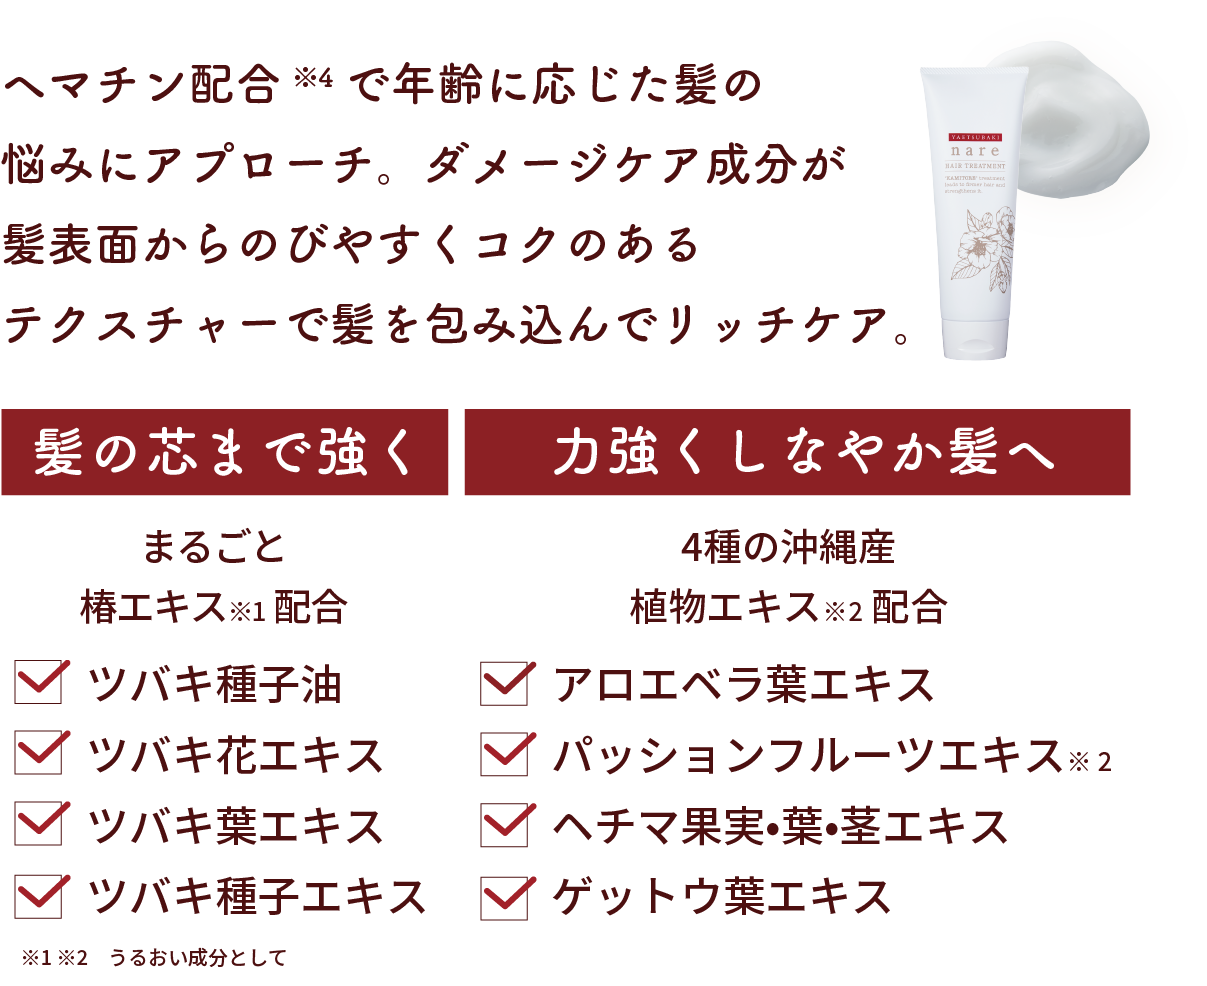 ヘマチン配合※4で年齢に応じた髪の
悩みにアプローチ。ダメージケア成分が
髪表面からのびやすくコクのある
テクスチャーで髪を包み込んでリッチケア。
YAETSUBAKI
nare
HAIR TREATMENT
髪の芯まで強く
まるごと
椿エキス※1 配合
ツバキ種子油
ツバキ花エキス
ツバキ葉エキス
ツバキ種子エキス
力強くしなやか髪へ
4種の沖縄産
植物エキス※2 配合
アロエベラ葉エキス
パッションフルーツエキス※ 2
ヘチマ果実•葉•茎エキス
ゲットウ葉エキス
※1 ※2　うるおい成分として